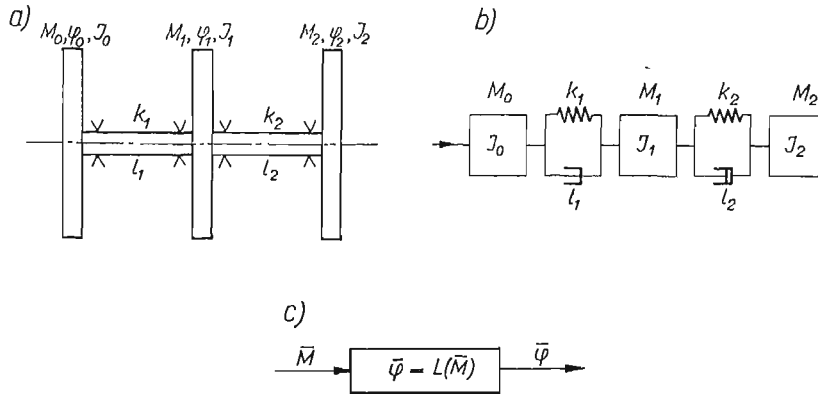 a)
M₀,φ₀,J₀ M₁,φ₁,J₁ M₂,φ₂,J₂
k₁ k₂
l₁ l₂
b)
k₁ k₂
M₀ M₁ M₂
J₀ J₁ J₂
l₁ l₂
c)
M̅ φ̅ = L(M̅) φ̅